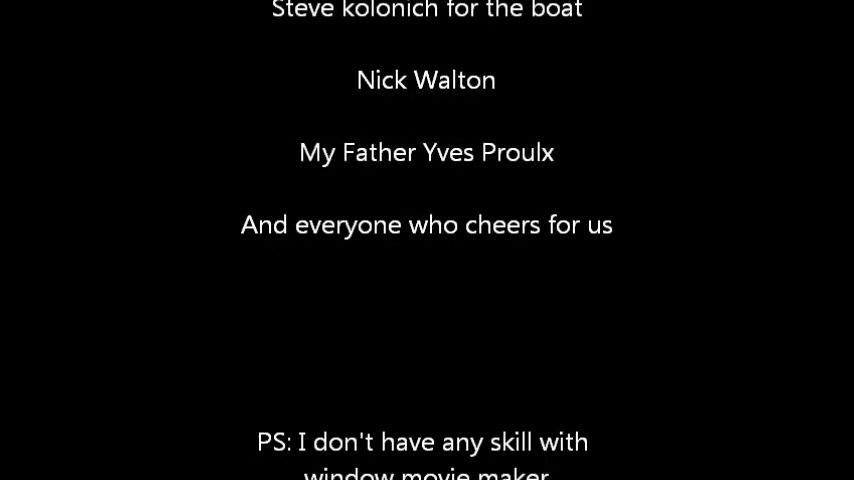 Steve kolonich for the boat
Nick Walton
My Father Yves Proulx
And everyone who cheers for us
PS: I don't have any skill with
window movie maker